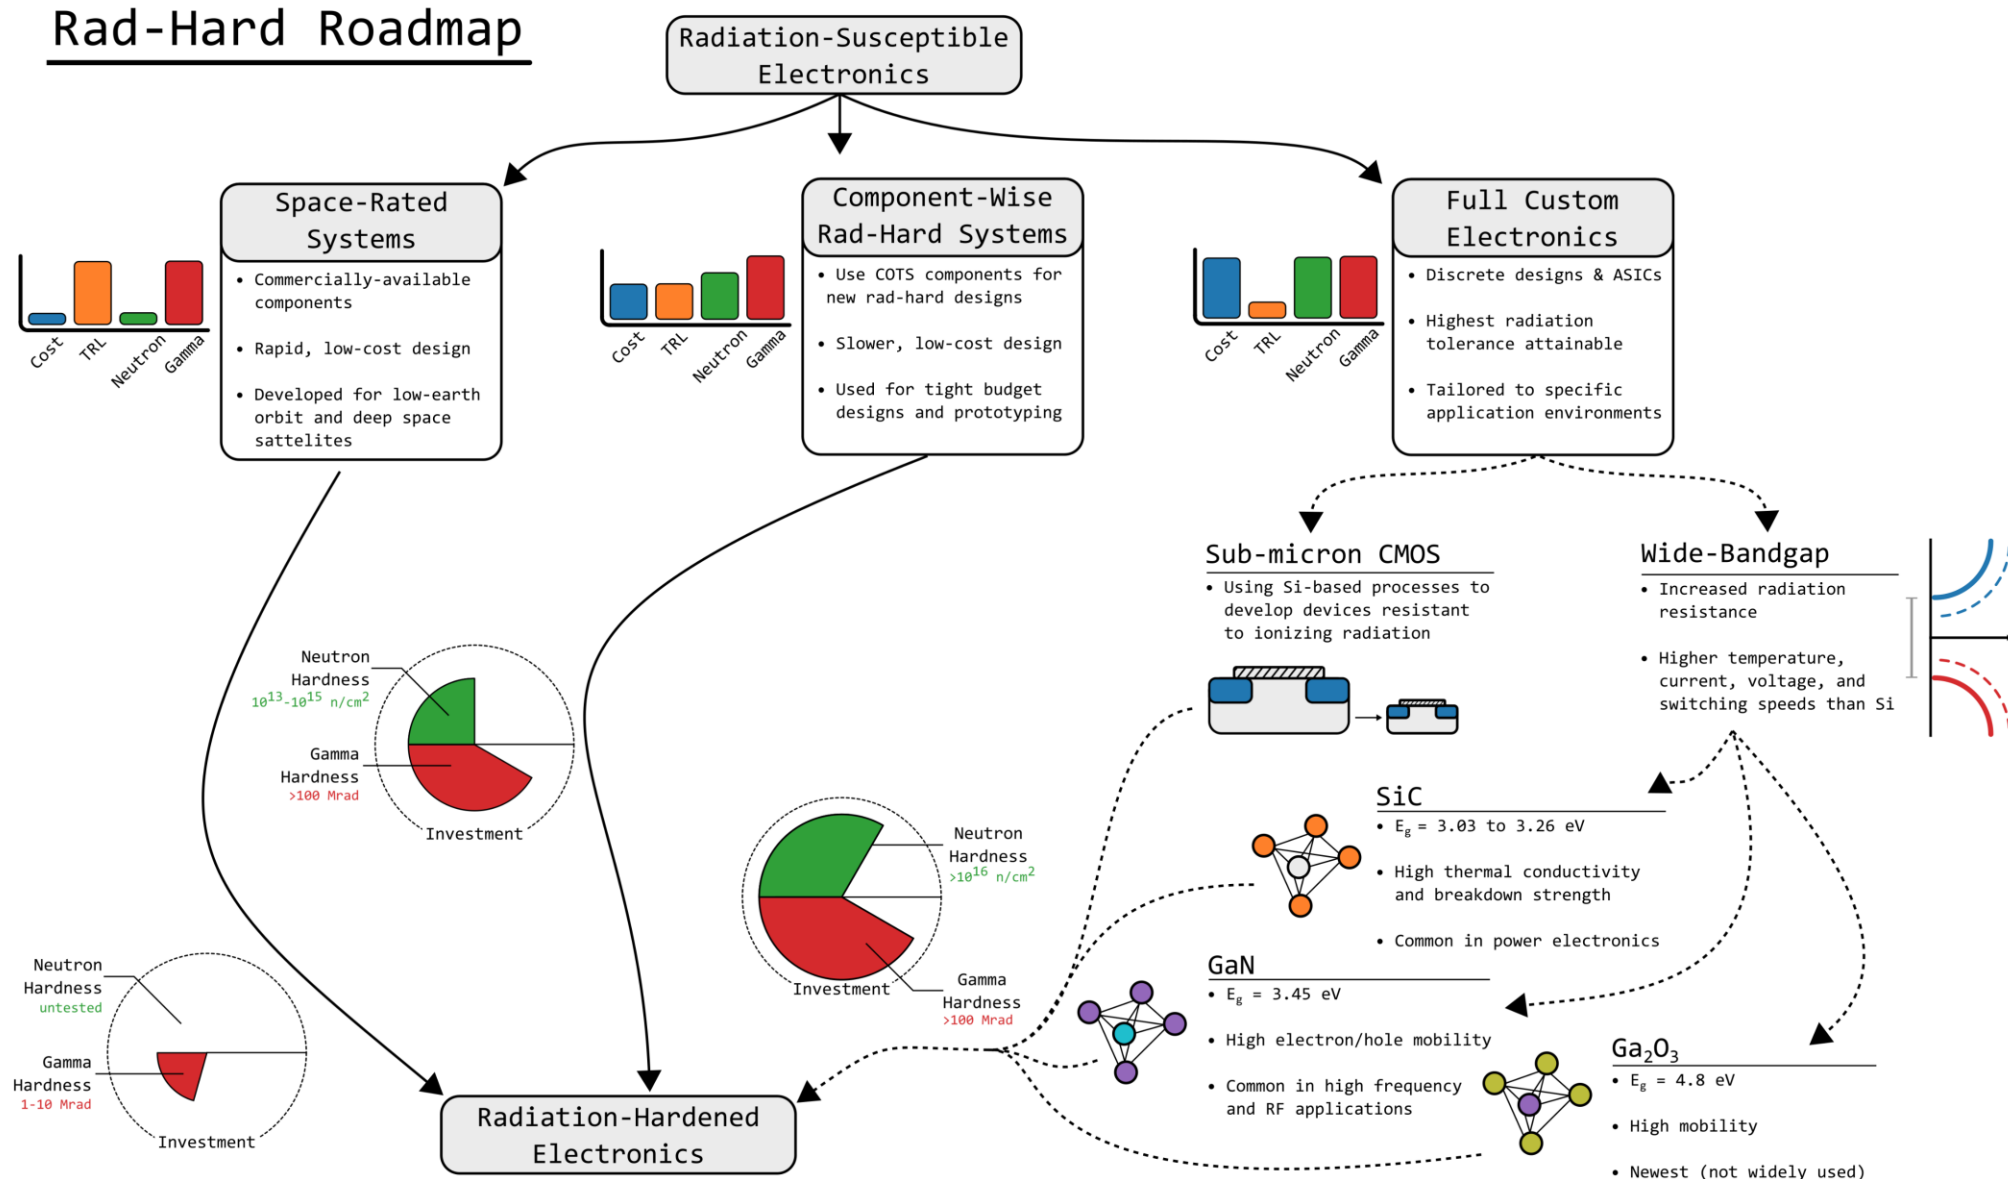 Rad-Hard Roadmap
Radiation-Susceptible
Electronics
Space-Rated
Systems
• Commercially-available
components
• Rapid, low-cost design
• Developed for low-earth
orbit and deep space
sattelites
Cost
TRL
Neutron
Gamma
Component-Wise
Rad-Hard Systems
• Use COTS components for
new rad-hard designs
• Slower, low-cost design
• Used for tight budget
designs and prototyping
Cost
TRL
Neutron
Gamma
Full Custom
Electronics
• Discrete designs & ASICs
• Highest radiation
tolerance attainable
• Tailored to specific
application environments
Cost
TRL
Neutron
Gamma
Sub-micron CMOS
• Using Si-based processes to
develop devices resistant
to ionizing radiation
Wide-Bandgap
• Increased radiation
resistance
• Higher temperature,
current, voltage, and
switching speeds than Si
Neutron
Hardness
10¹³-10¹⁵ n/cm²
Gamma
Hardness
>100 Mrad
Investment
SiC
• E_g = 3.03 to 3.26 eV
• High thermal conductivity
and breakdown strength
• Common in power electronics
Neutron
Hardness
>10¹⁶ n/cm²
Gamma
Hardness
>100 Mrad
Investment
GaN
• E_g = 3.45 eV
• High electron/hole mobility
• Common in high frequency
and RF applications
Neutron
Hardness
untested
Gamma
Hardness
1-10 Mrad
Investment
Ga₂O₃
• E_g = 4.8 eV
• High mobility
• Newest (not widely used)
Radiation-Hardened
Electronics